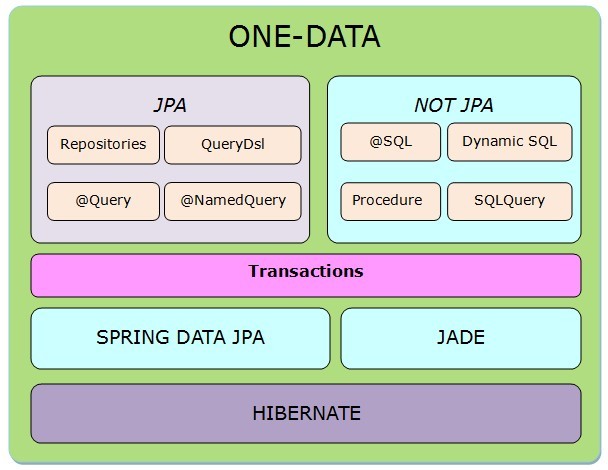 ONE-DATA
JPA
Repositories
QueryDsl
@Query
@NamedQuery
NOT JPA
@SQL
Dynamic SQL
Procedure
SQLQuery
Transactions
SPRING DATA JPA
JADE
HIBERNATE